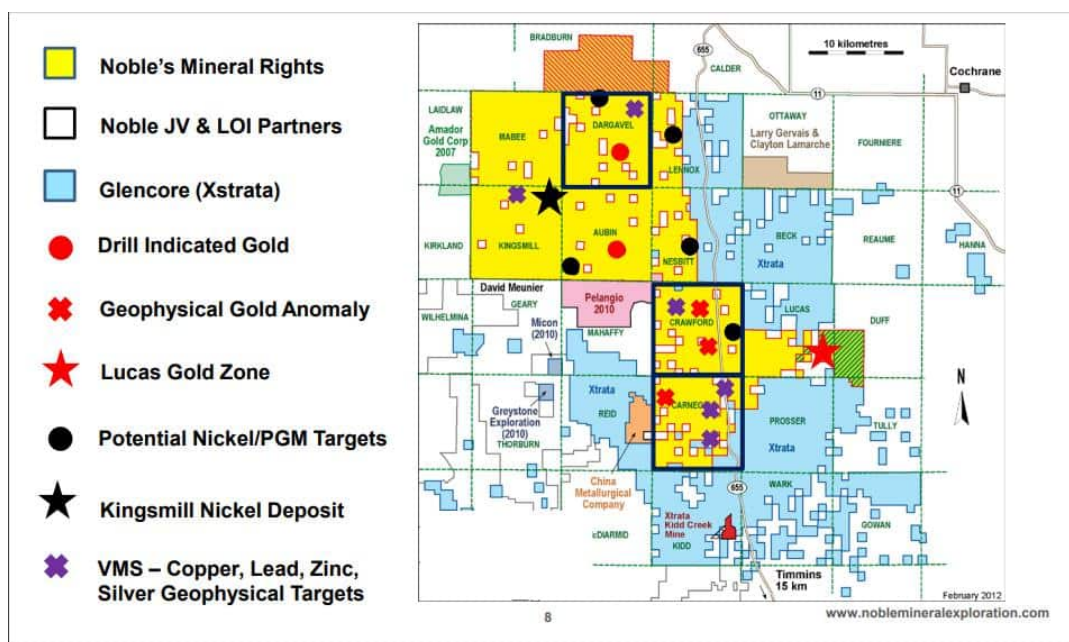 Noble's Mineral Rights
Noble JV & LOI Partners
Glencore (Xstrata)
Drill Indicated Gold
Geophysical Gold Anomaly
Lucas Gold Zone
Potential Nickel/PGM Targets
Kingsmill Nickel Deposit
VMS – Copper, Lead, Zinc,
Silver Geophysical Targets
BRADBURN
655
10 kilometres
CALDER
Cochrane
11
LAIDLAW
Amador
Gold Corp
2007
MABEE
DARGAVEL
LENNOX
OTTAWAY
Larry Gervais &
Clayton Lamarche
FOURNIERE
11
KIRKLAND
KINGSMILL
AUBIN
NESBITT
BECK
Xtrata
REAUME
HANNA
David Meunier
GEARY
WILHELMINA
Pelangio
2010
MAHAFFY
CRAWFORD
LUCAS
DUFF
Micon
(2010)
Xtrata
REID
Greystone
Exploration
(2010)
THORBURN
PROSSER
Xtrata
TULLY
N
China
Metallurgical
Company
655
WARK
Xtrata
Kidd Creek
Mine
KIDD
GOWAN
Timmins
15 km
February 2012
8
www.noblemineralexploration.com